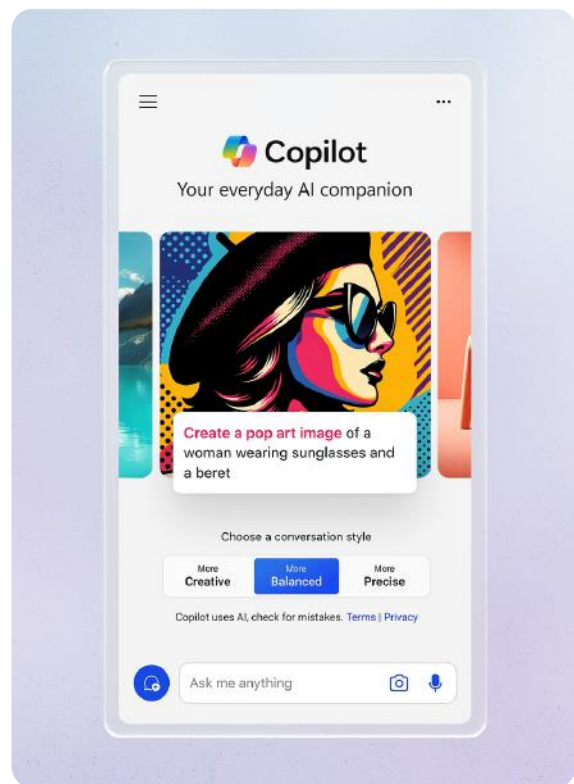 Copilot
Your everyday AI companion
Create a pop art image of a
woman wearing sunglasses and
a beret
Choose a conversation style
More More More
Creative Balanced Precise
Copilot uses AI, check for mistakes. Terms | Privacy
Ask me anything